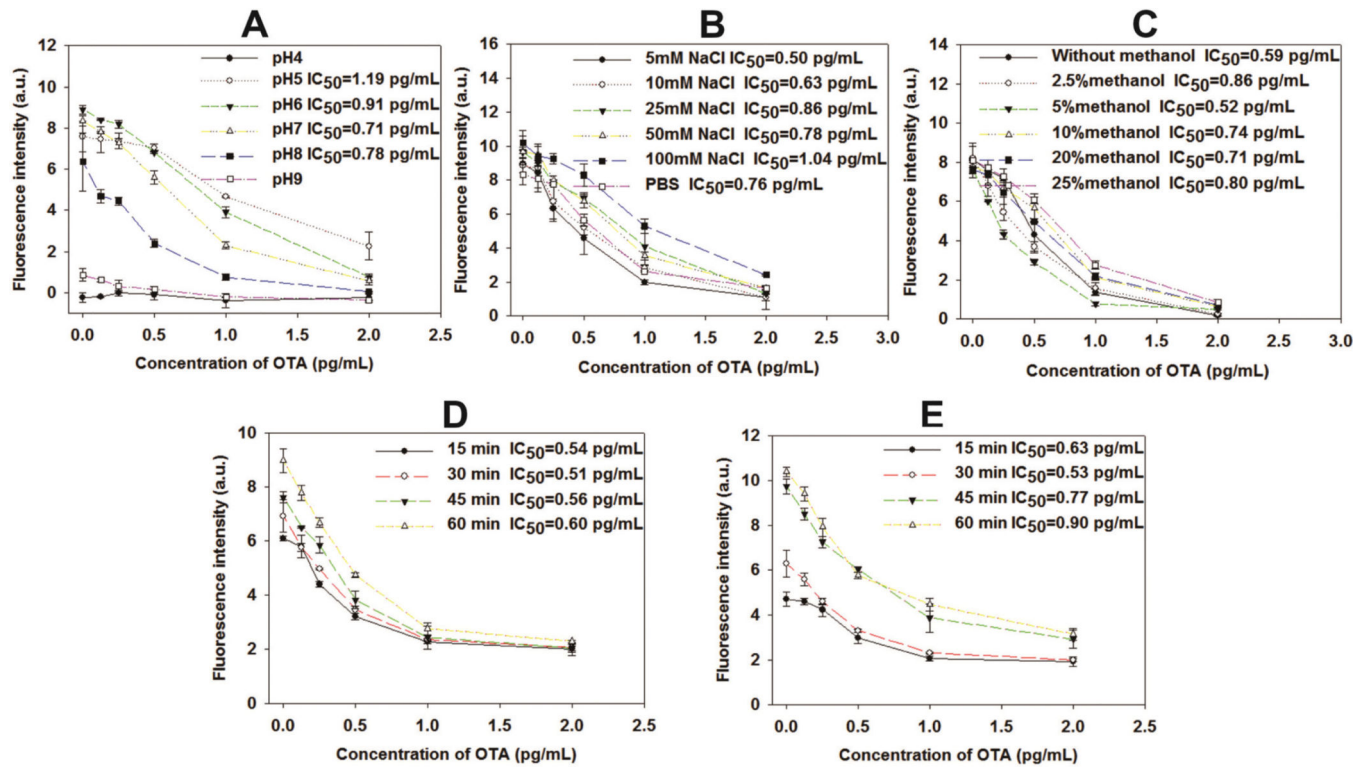 A
Fluorescence intensity (a.u.)
12
10
8
6
4
2
0
0.0
0.5
1.0
1.5
2.0
2.5
pH4
pH5 IC50=1.19 pg/mL
pH6 IC50=0.91 pg/mL
pH7 IC50=0.71 pg/mL
pH8 IC50=0.78 pg/mL
pH9
Concentration of OTA (pg/mL)
B
Fluorescence intensity (a.u.)
16
14
12
10
8
6
4
2
0
0.0
0.5
1.0
1.5
2.0
2.5
3.0
5mM NaCl IC50=0.50 pg/mL
10mM NaCl IC50=0.63 pg/mL
25mM NaCl IC50=0.86 pg/mL
50mM NaCl IC50=0.78 pg/mL
100mM NaCl IC50=1.04 pg/mL
PBS IC50=0.76 pg/mL
Concentration of OTA (pg/mL)
C
Fluorescence intensity (a.u.)
14
12
10
8
6
4
2
0
0.0
0.5
1.0
1.5
2.0
2.5
3.0
Without methanol IC50=0.59 pg/mL
2.5%methanol IC50=0.86 pg/mL
5%methanol IC50=0.52 pg/mL
10%methanol IC50=0.74 pg/mL
20%methanol IC50=0.71 pg/mL
25%methanol IC50=0.80 pg/mL
Concentration of OTA (pg/mL)
D
Fluorescence intensity (a.u.)
10
8
6
4
2
0
0.0
0.5
1.0
1.5
2.0
2.5
15 min IC50=0.54 pg/mL
30 min IC50=0.51 pg/mL
45 min IC50=0.56 pg/mL
60 min IC50=0.60 pg/mL
Concentration of OTA (pg/mL)
E
Fluorescence intensity (a.u.)
12
10
8
6
4
2
0
0.0
0.5
1.0
1.5
2.0
2.5
15 min IC50=0.63 pg/mL
30 min IC50=0.53 pg/mL
45 min IC50=0.77 pg/mL
60 min IC50=0.90 pg/mL
Concentration of OTA (pg/mL)